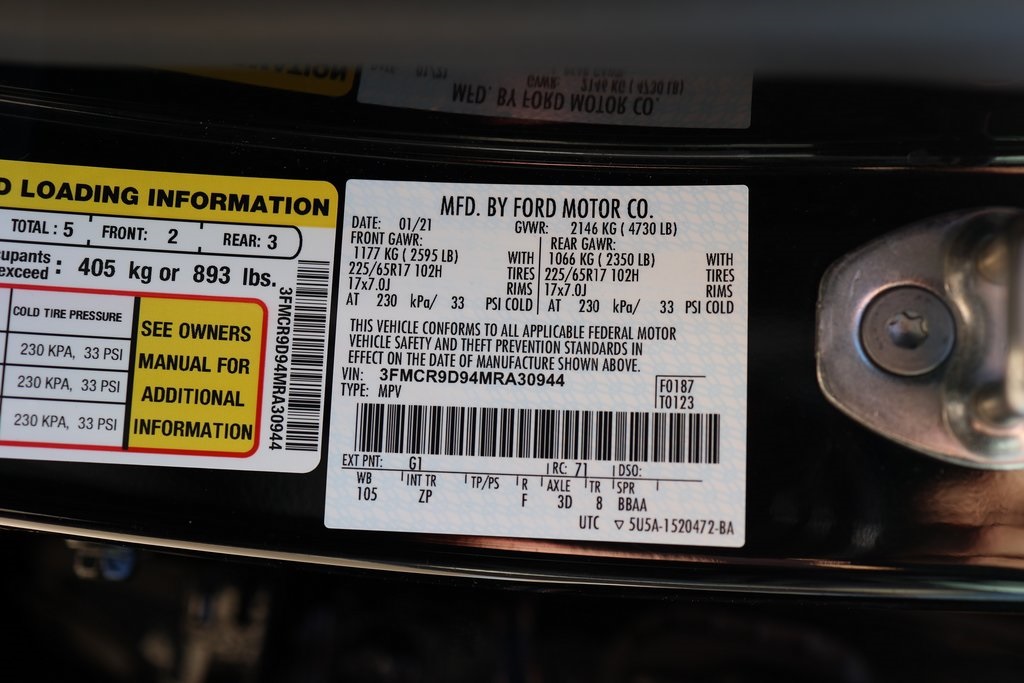 D LOADING INFORMATION
TOTAL: 5 FRONT: 2 REAR: 3
upants
exceed : 405 kg or 893 lbs.
COLD TIRE PRESSURE
230 KPA, 33 PSI
230 KPA, 33 PSI
230 KPA, 33 PSI
SEE OWNERS
MANUAL FOR
ADDITIONAL
INFORMATION
3FMCR9D94MRA30944
MFD. BY FORD MOTOR CO.
DATE: 01/21 GVWR: 2146 KG ( 4730 LB)
FRONT GAWR: REAR GAWR:
1177 KG ( 2595 LB) WITH 1066 KG ( 2350 LB) WITH
225/65R17 102H TIRES 225/65R17 102H TIRES
17x7.0J RIMS 17x7.0J RIMS
AT 230 kPa/ 33 PSI COLD AT 230 kPa/ 33 PSI COLD
THIS VEHICLE CONFORMS TO ALL APPLICABLE FEDERAL MOTOR
VEHICLE SAFETY AND THEFT PREVENTION STANDARDS IN
EFFECT ON THE DATE OF MANUFACTURE SHOWN ABOVE.
VIN: 3FMCR9D94MRA30944 F0187
TYPE: MPV T0123
EXT PNT: G1 RC: 71 DSO:
WB INT TR TP/PS R AXLE TR SPR
105 ZP F 3D 8 BBAA
UTC ▽ 5U5A-1520472-BA
GVWR: 2146 KG ( 4730 LB)
MFD. BY FORD MOTOR CO.